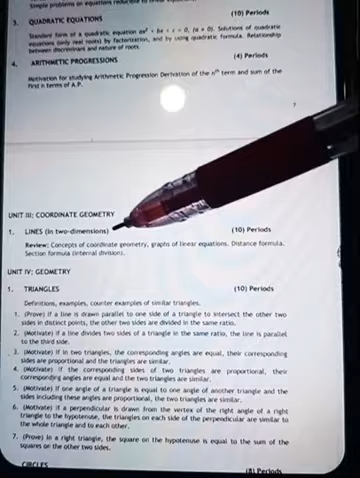 Simple problems on equations reducible to linear equations.
(10) Periods
3. QUADRATIC EQUATIONS
Standard form of a quadratic equation ax² + bx + c = 0, (a ≠ 0). Solutions of quadratic
equations (only real roots) by factorization, and by using quadratic formula. Relationship
between discriminant and nature of roots.
(4) Periods
4. ARITHMETIC PROGRESSIONS
Motivation for studying Arithmetic Progression Derivation of the nth term and sum of the
first n terms of A.P.
7
UNIT III: COORDINATE GEOMETRY
1. LINES (In two-dimensions) (10) Periods
Review: Concepts of coordinate geometry, graphs of linear equations. Distance formula.
Section formula (internal division).
UNIT IV: GEOMETRY
1. TRIANGLES (10) Periods
Definitions, examples, counter examples of similar triangles.
1. (Prove) If a line is drawn parallel to one side of a triangle to intersect the other two
sides in distinct points, the other two sides are divided in the same ratio.
2. (Motivate) If a line divides two sides of a triangle in the same ratio, the line is parallel
to the third side.
3. (Motivate) If in two triangles, the corresponding angles are equal, their corresponding
sides are proportional and the triangles are similar.
4. (Motivate) If the corresponding sides of two triangles are proportional, their
corresponding angles are equal and the two triangles are similar.
5. (Motivate) If one angle of a triangle is equal to one angle of another triangle and the
sides including these angles are proportional, the two triangles are similar.
6. (Motivate) If a perpendicular is drawn from the vertex of the right angle of a right
triangle to the hypotenuse, the triangles on each side of the perpendicular are similar to
the whole triangle and to each other.
7. (Prove) In a right triangle, the square on the hypotenuse is equal to the sum of the
squares on the other two sides.
CIRCLES (8) Periods